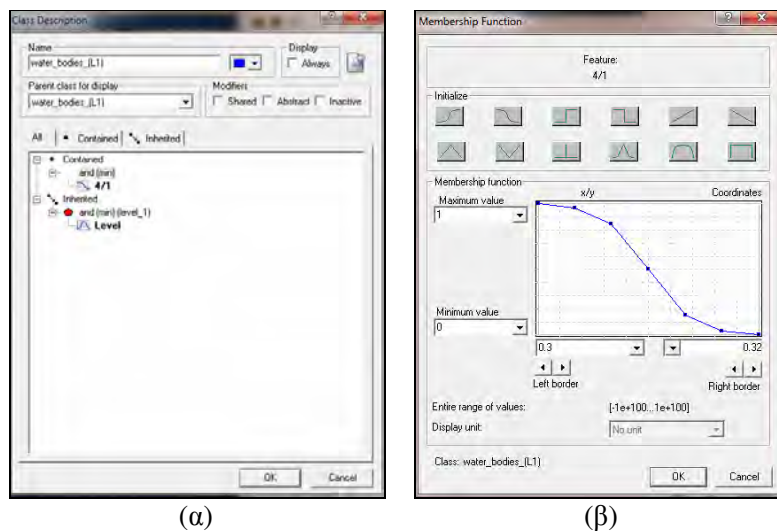 Class Description
Name
water_bodies_(L1)
Display
Always
Parent class for display
water_bodies_(L1)
Modifiers
Shared Abstract Inactive
All Contained Inherited
Contained
and (min)
4/1
Inherited
and (min) (level_1)
Level
OK Cancel
(α)
Membership Function
Feature:
4/1
Initialize
Membership function
x/y Coordinates
Maximum value
1
Minimum value
0
0.3 0.32
Left border Right border
Entire range of values: [-1e+100...1e+100]
Display unit: No unit
Class: water_bodies_(L1)
OK Cancel
(β)